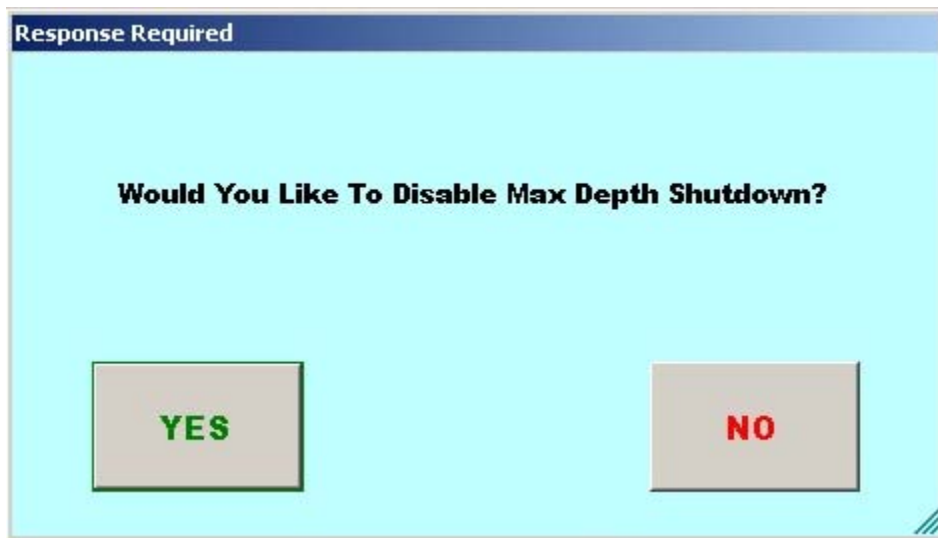 Response Required
Would You Like To Disable Max Depth Shutdown?
YES
NO